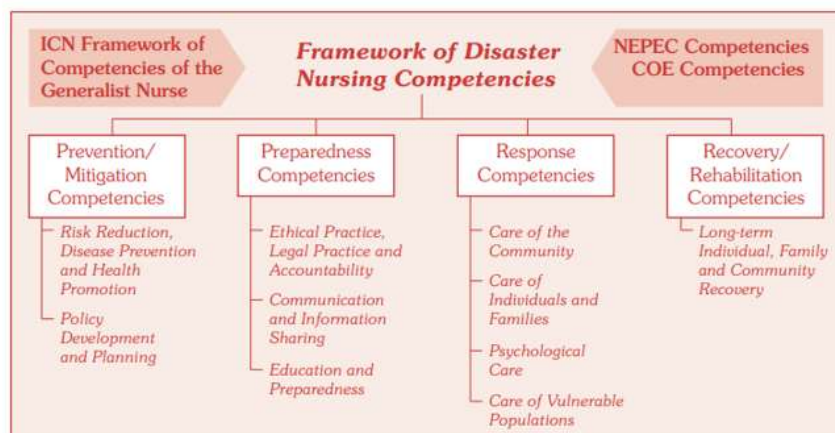 ICN Framework of
Competencies of the
Generalist Nurse
Framework of Disaster
Nursing Competencies
NEPEC Competencies
COE Competencies
Prevention/
Mitigation
Competencies
Risk Reduction,
Disease Prevention
and Health
Promotion
Policy
Development
and Planning
Preparedness
Competencies
Ethical Practice,
Legal Practice and
Accountability
Communication
and Information
Sharing
Education and
Preparedness
Response
Competencies
Care of the
Community
Care of
Individuals and
Families
Psychological
Care
Care of Vulnerable
Populations
Recovery/
Rehabilitation
Competencies
Long-term
Individual, Family
and Community
Recovery